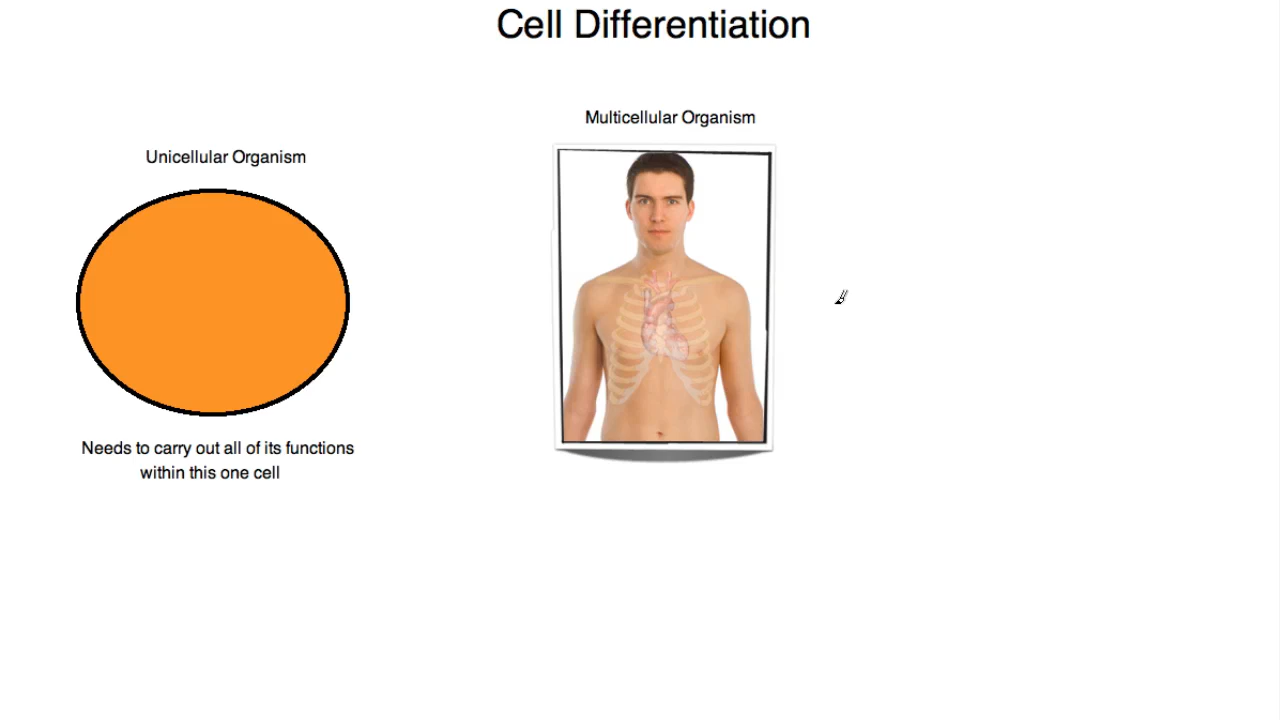 Cell Differentiation
Multicellular Organism
Unicellular Organism
Needs to carry out all of its functions
within this one cell